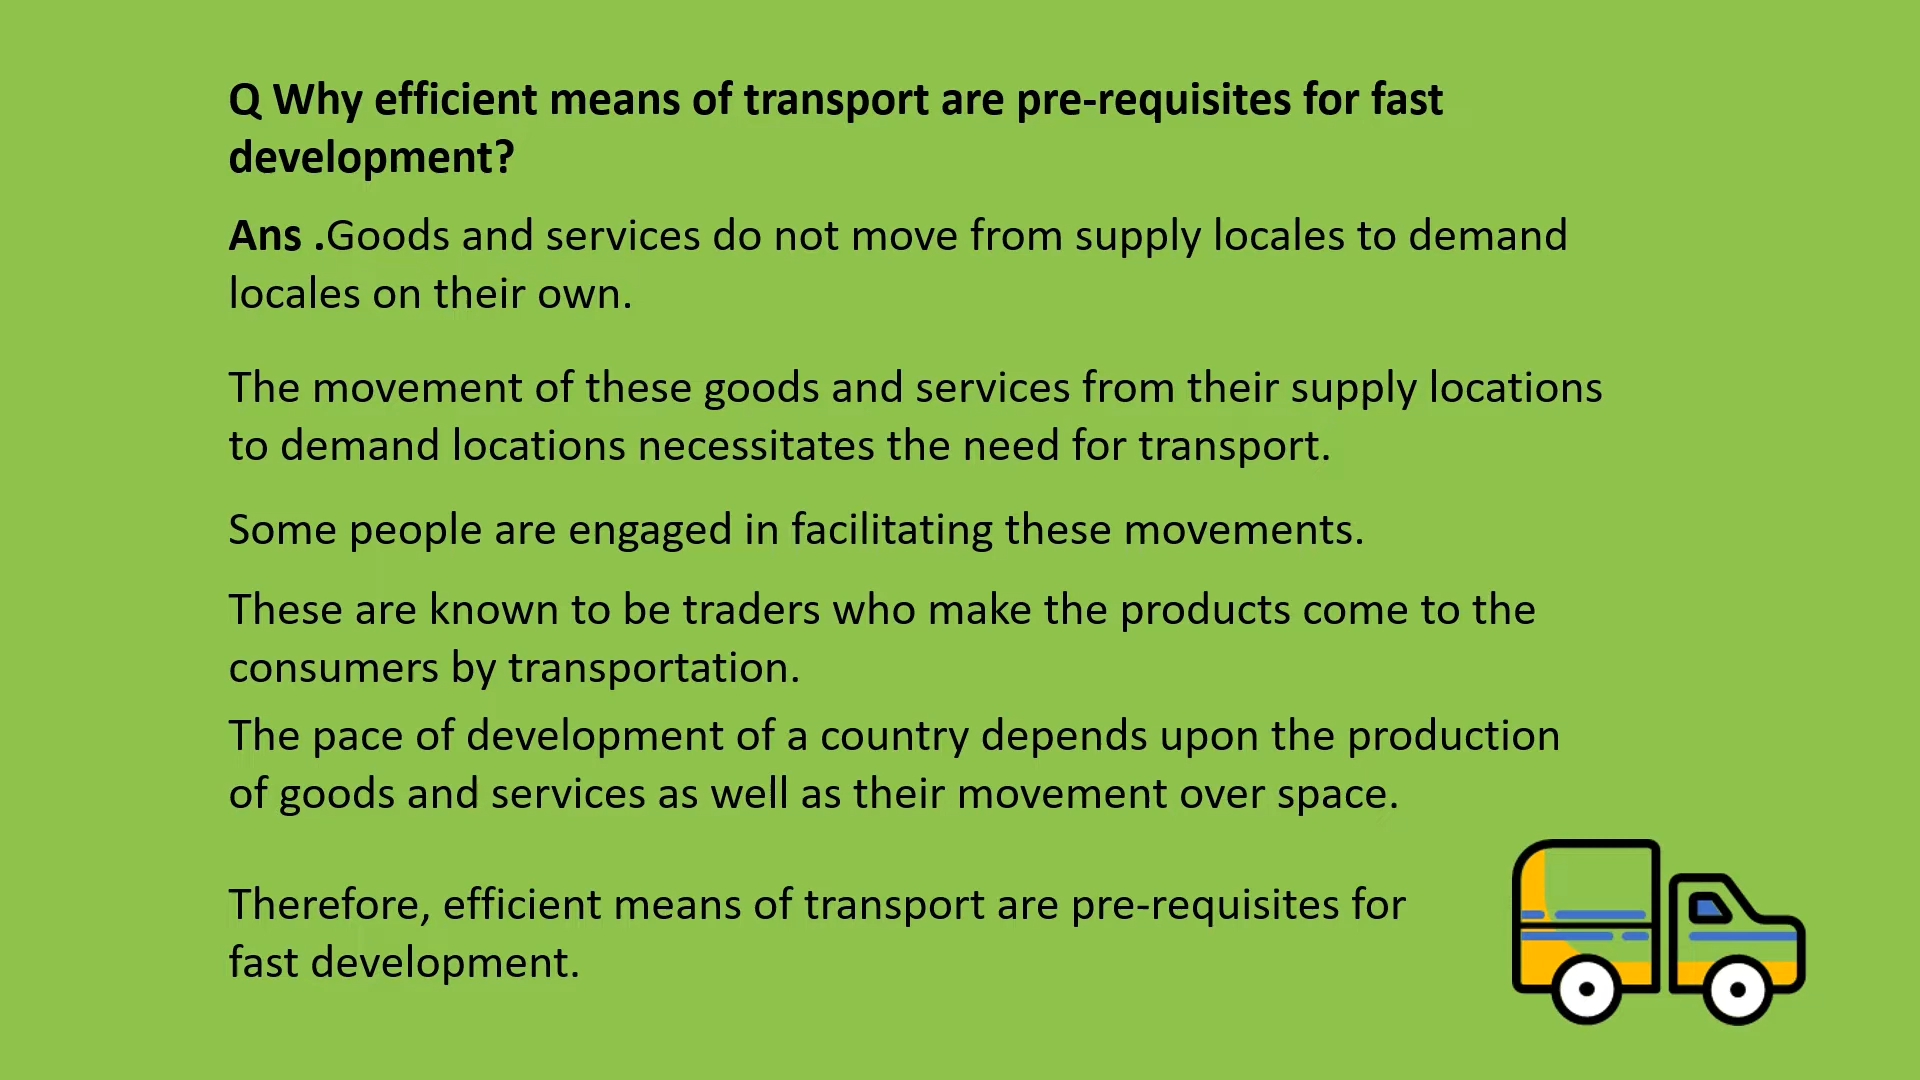 Q Why efficient means of transport are pre-requisites for fast
development?
Ans .Goods and services do not move from supply locales to demand
locales on their own.
The movement of these goods and services from their supply locations
to demand locations necessitates the need for transport.
Some people are engaged in facilitating these movements.
These are known to be traders who make the products come to the
consumers by transportation.
The pace of development of a country depends upon the production
of goods and services as well as their movement over space.
Therefore, efficient means of transport are pre-requisites for
fast development.